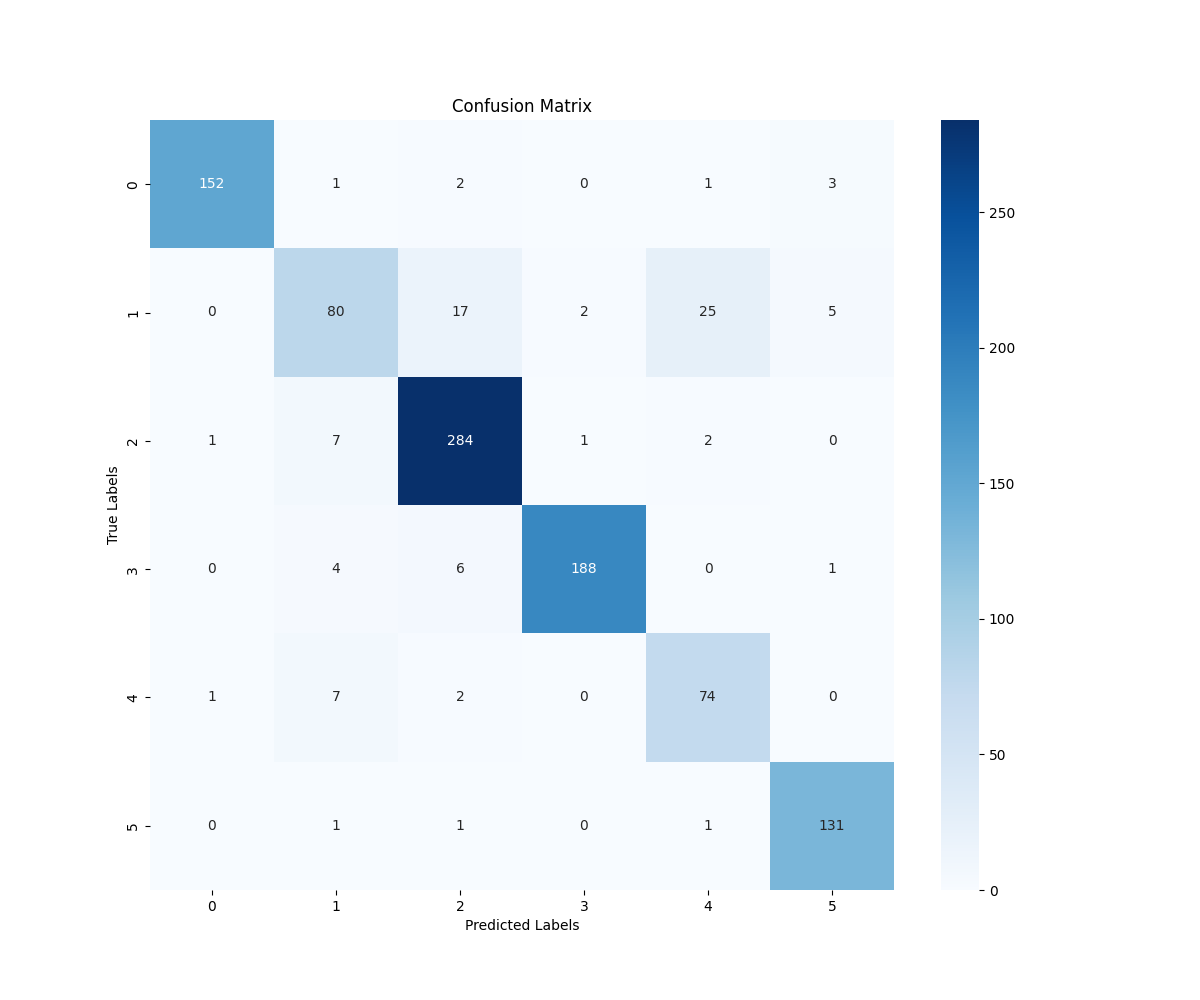 Confusion Matrix
0 152 1 2 0 1 3
1 0 80 17 2 25 5
2 1 7 284 1 2 0
3 0 4 6 188 0 1
4 1 7 2 0 74 0
5 0 1 1 0 1 131
0 1 2 3 4 5
Predicted Labels
True Labels
250
200
150
100
50
0